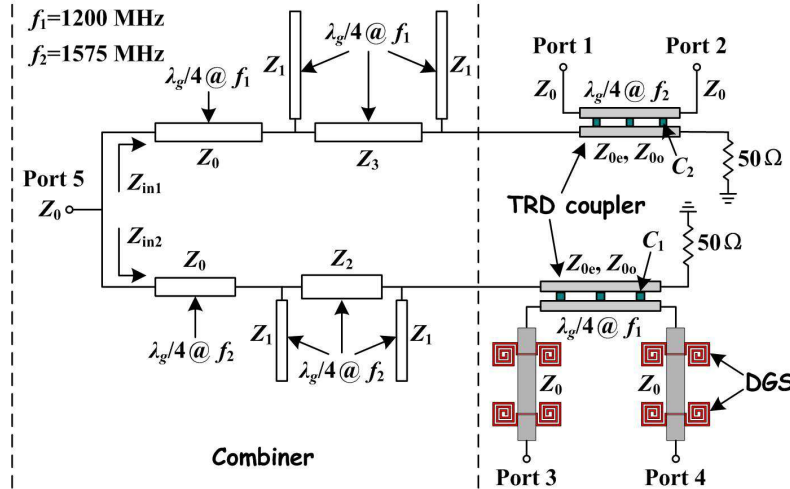 f₁=1200 MHz
f₂=1575 MHz
λg/4@ f₁
λg/4@ f₁
Z₁
Z₁
Z₀
Z₃
Port 1
Port 2
Z₀
λg/4@ f₂
Z₀
Z₀ₑ, Z₀ₒ
C₂
50Ω
Port 5
Z₀
Zin1
Zin2
TRD coupler
Z₀
Z₂
Z₀ₑ, Z₀ₒ
C₁
50Ω
λg/4@ f₂
Z₁
λg/4@ f₂
Z₁
λg/4@ f₁
Z₀
Z₀
DGS
Combiner
Port 3
Port 4